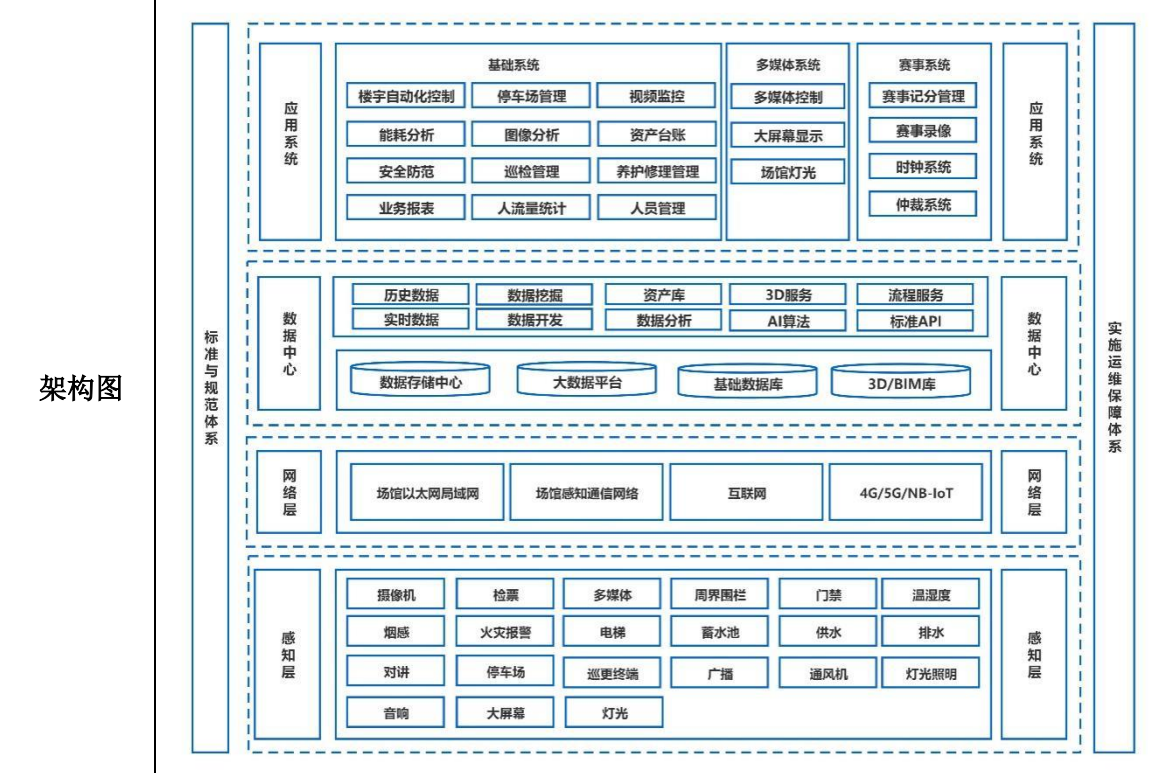 架构图
标准与规范体系
应用系统
基础系统
楼宇自动化控制 停车场管理 视频监控
能耗分析 图像分析 资产台账
安全防范 巡检管理 养护修理管理
业务报表 人流量统计 人员管理
多媒体系统
多媒体控制
大屏幕显示
场馆灯光
赛事系统
赛事记分管理
赛事录像
时钟系统
仲裁系统
应用系统
数据中心
历史数据 数据挖掘 资产库 3D服务 流程服务
实时数据 数据开发 数据分析 AI算法 标准API
数据存储中心 大数据平台 基础数据库 3D/BIM库
数据中心
网络层
场馆以太网局域网 场馆感知通信网络 互联网 4G/5G/NB-IoT
网络层
感知层
摄像机 检票 多媒体 周界围栏 门禁 温湿度
烟感 火灾报警 电梯 蓄水池 供水 排水
对讲 停车场 巡更终端 广播 通风机 灯光照明
音响 大屏幕 灯光
感知层
实施运维保障体系